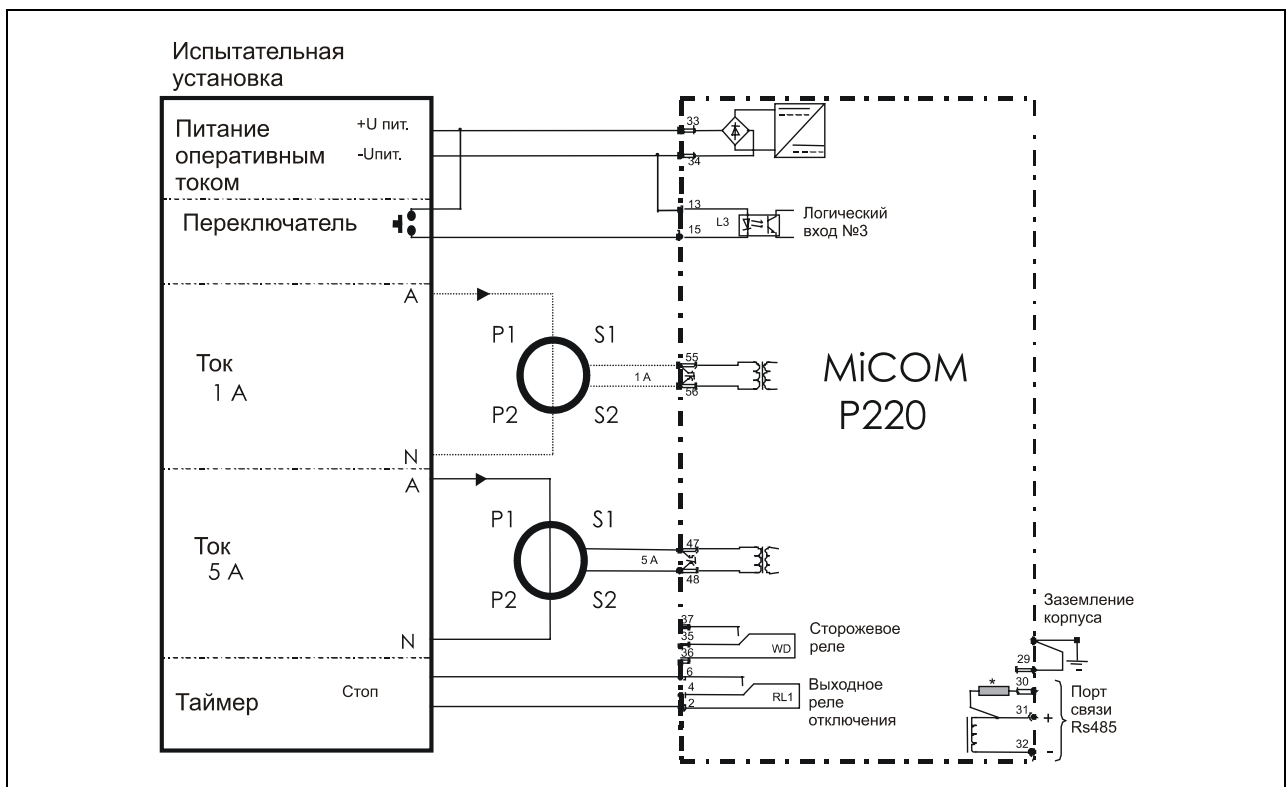 Испытательная
установка
Питание
оперативным
током
+U пит.
-Uпит.
Переключатель
A
Ток
1 A
N
A
Ток
5 A
N
Таймер
Стоп
P1
S1
P2
S2
1 A
P1
S1
P2
S2
5 A
33
34
13
15
L3
Логический
вход №3
55
56
MiCOM
P220
47
48
37
35
36
WD
Сторожевое
реле
6
4
2
RL1
Выходное
реле
отключения
Заземление
корпуса
29
*
30
31
+
32
-
Порт
связи
Rs485